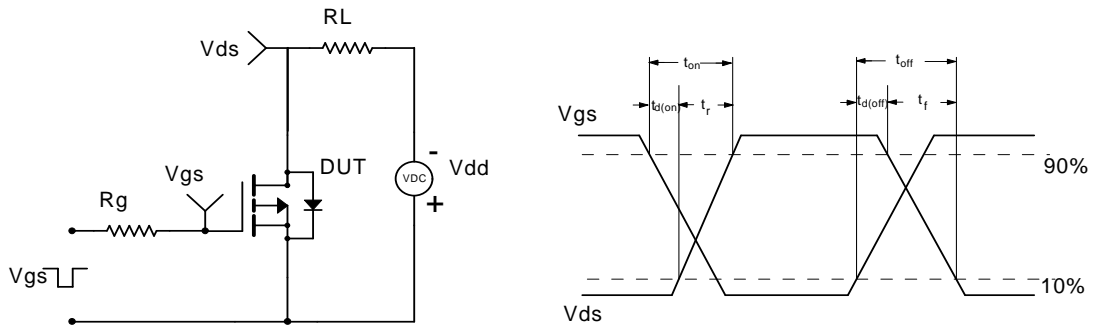 RL
Vds
Vgs
DUT
VDC
-
+
Vdd
Rg
Vgs
ton
toff
td(on)
tr
td(off)
tf
Vgs
90%
10%
Vds